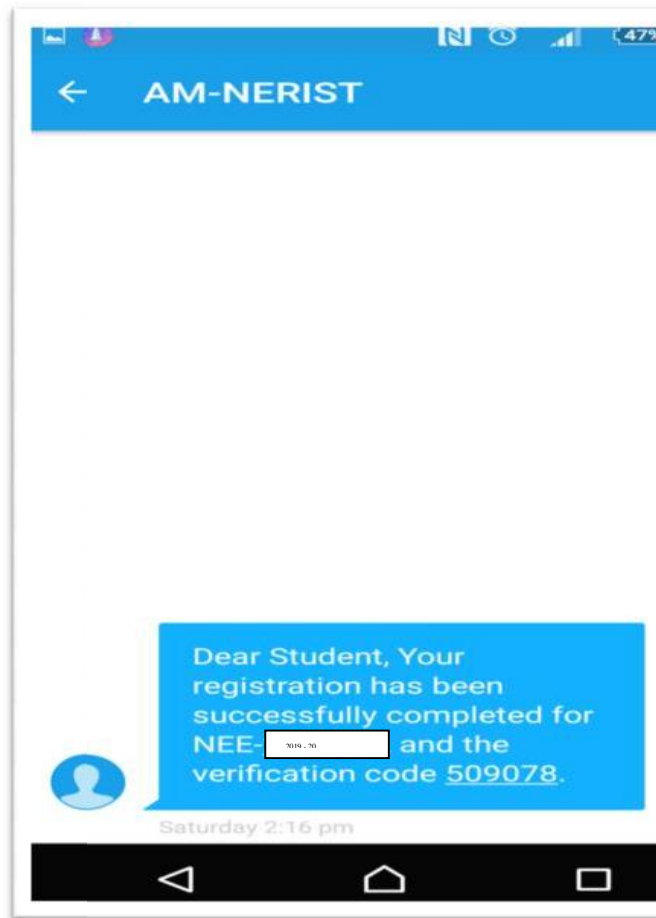 47%
AM-NERIST
Dear Student, Your
registration has been
successfully completed for
NEE-2019 - 20 and the
verification code 509078.
Saturday 2:16 pm